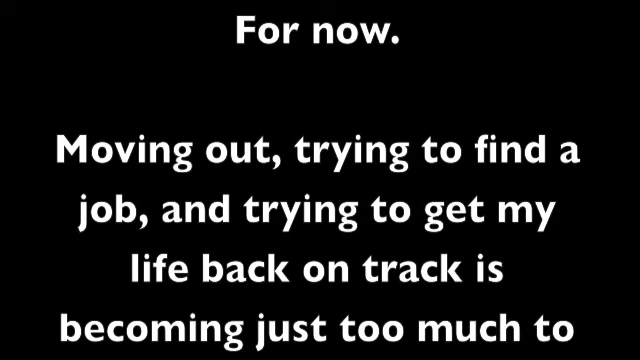 For now.
Moving out, trying to find a
job, and trying to get my
life back on track is
becoming just too much to